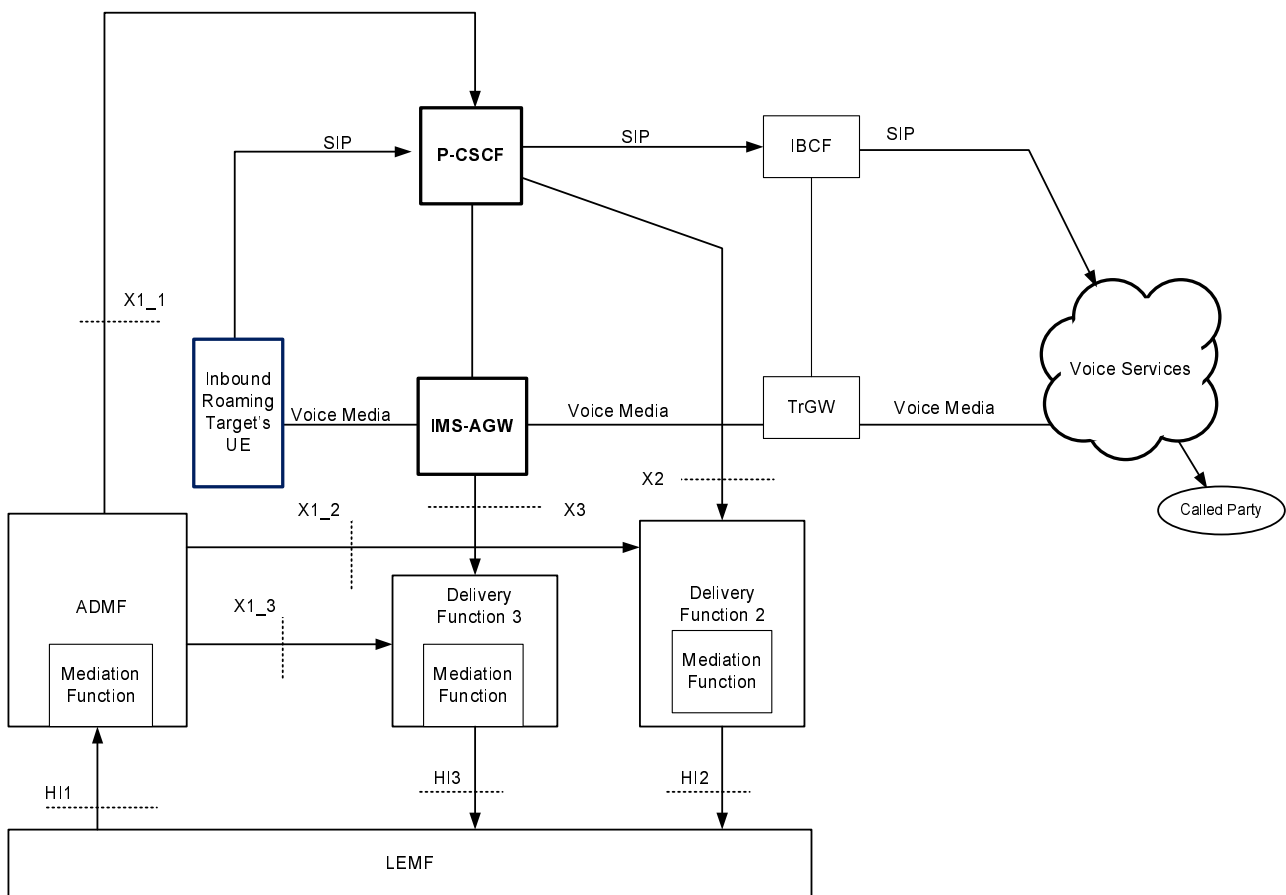 SIP
P-CSCF
SIP
IBCF
SIP
X1_1
Inbound
Roaming
Target's
UE
Voice Media
IMS-AGW
Voice Media
TrGW
Voice Media
Voice Services
X2
Called Party
X1_2
X3
ADMF
Mediation
Function
X1_3
Delivery
Function 3
Mediation
Function
Delivery
Function 2
Mediation
Function
HI1
HI3
HI2
LEMF